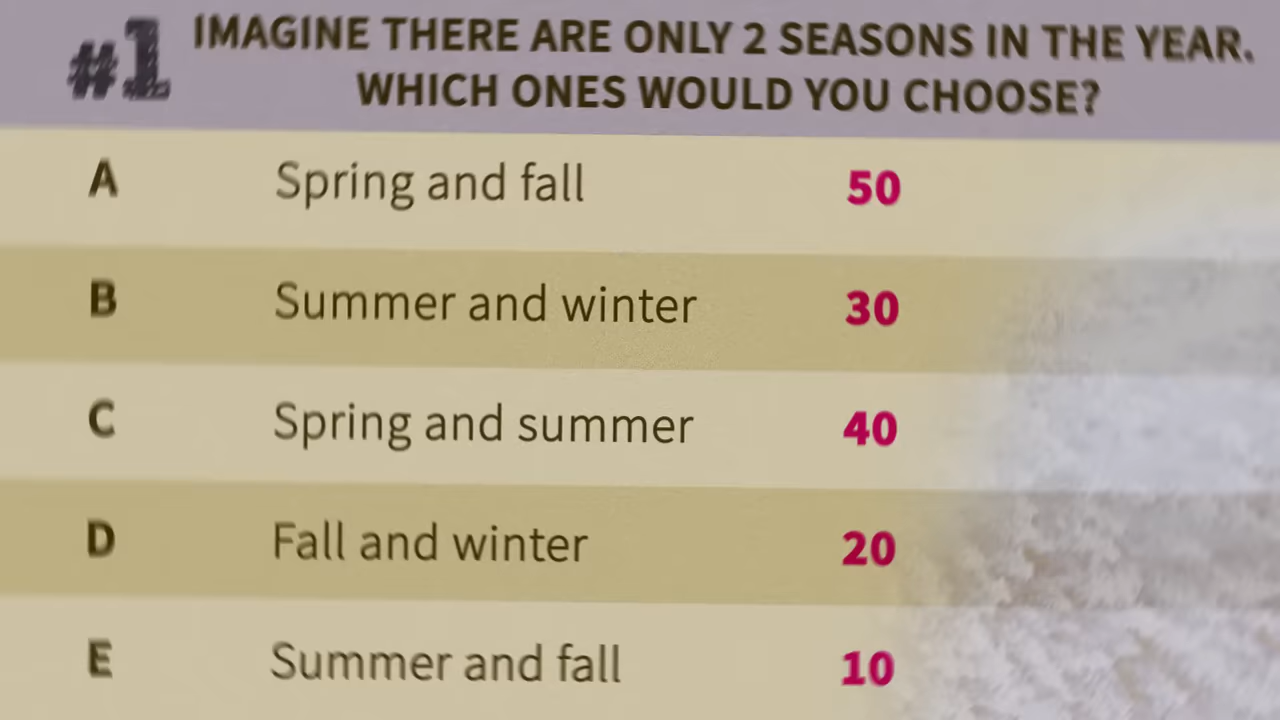 #1 IMAGINE THERE ARE ONLY 2 SEASONS IN THE YEAR.
WHICH ONES WOULD YOU CHOOSE?
A Spring and fall 50
B Summer and winter 30
C Spring and summer 40
D Fall and winter 20
E Summer and fall 10